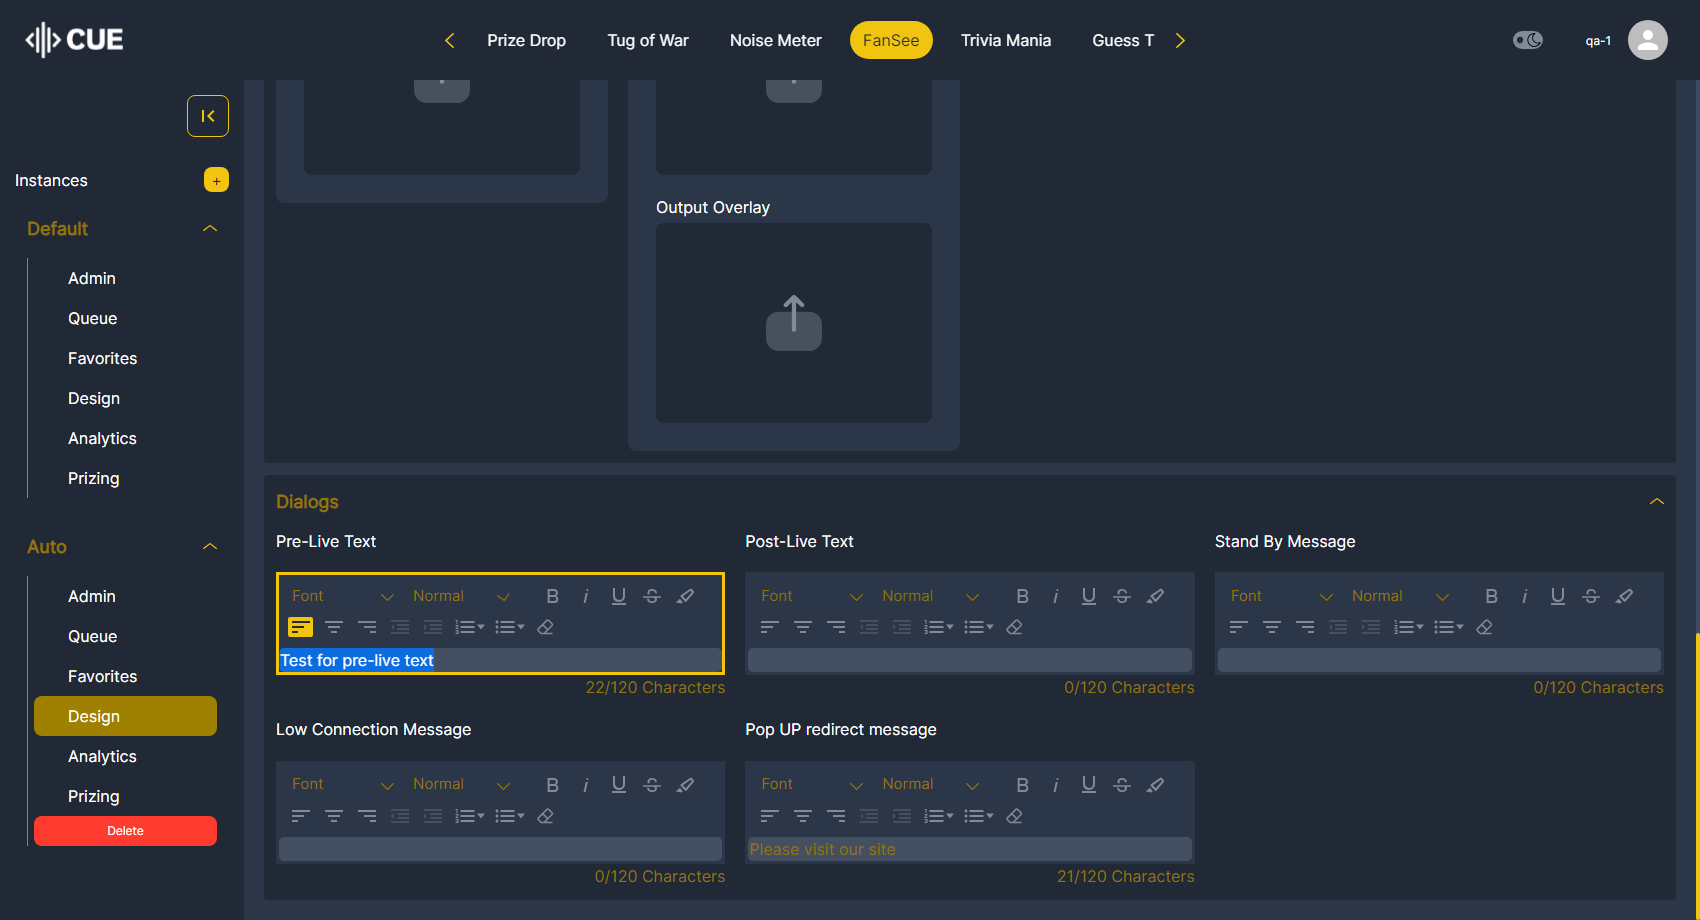 CUE
Prize Drop
Tug of War
Noise Meter
FanSee
Trivia Mania
Guess T
qa-1
Instances
+
Default
Admin
Queue
Favorites
Design
Analytics
Prizing
Auto
Admin
Queue
Favorites
Design
Analytics
Prizing
Delete
Output Overlay
Dialogs
Pre-Live Text
Font Normal B i U S
Test for pre-live text
22/120 Characters
Post-Live Text
Font Normal B i U S
0/120 Characters
Stand By Message
Font Normal B i U S
0/120 Characters
Low Connection Message
Font Normal B i U S
0/120 Characters
Pop UP redirect message
Font Normal B i U S
Please visit our site
21/120 Characters